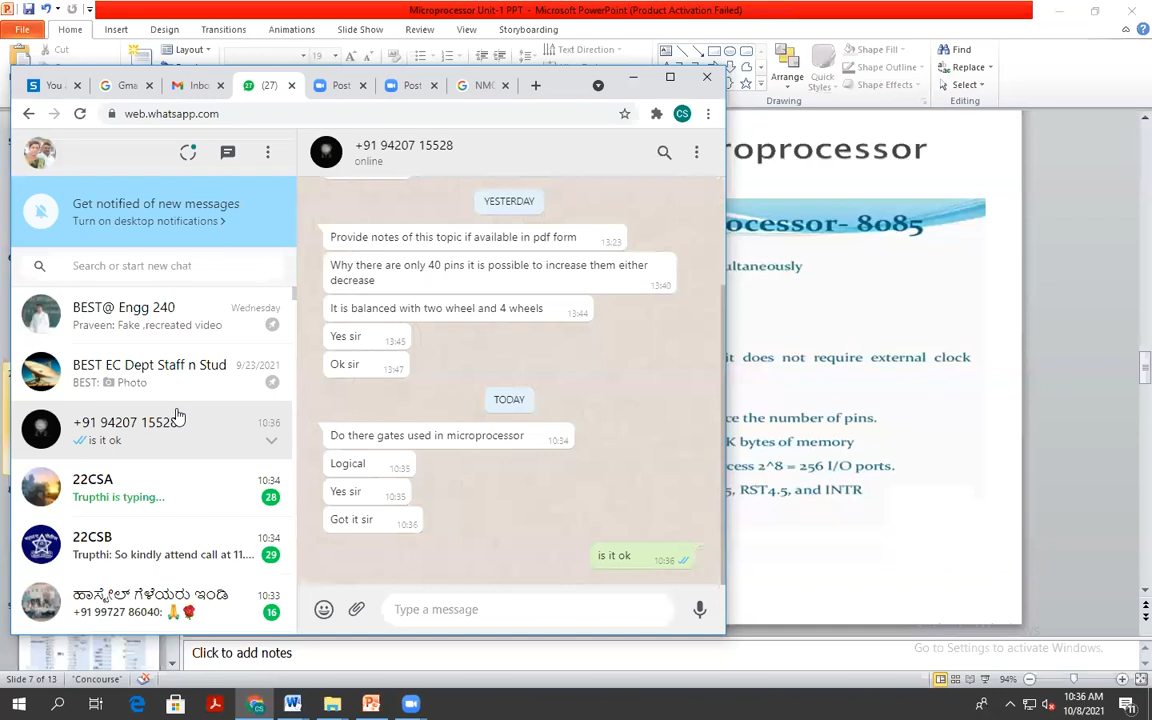 Microprocessor Unit-1 PPT - Microsoft PowerPoint (Product Activation Failed)
File Home Insert Design Transitions Animations Slide Show Review View Storyboarding
Cut Layout 19 Text Direction Shape Fill Find
Arrange Quick Styles Shape Outline Replace
Shape Effects Select
Drawing Editing
You Gma Inbo (27) Post Post NMC
web.whatsapp.com CS
+91 94207 15528
online
Get notified of new messages
Turn on desktop notifications >
Search or start new chat
BEST@ Engg 240 Wednesday
Praveen: Fake ,recreated video
BEST EC Dept Staff n Stud 9/23/2021
BEST: Photo
+91 94207 15528 10:36
is it ok
22CSA 10:34
Trupthi is typing... 28
22CSB 10:34
Trupthi: So kindly attend call at 11.... 29
ಹಾಸ್ಟೇಲ್ ಗೆಳೆಯರು ಇಂಡಿ 10:33
+91 99727 86040: 🙏🌹 16
YESTERDAY
Provide notes of this topic if available in pdf form 13:23
Why there are only 40 pins it is possible to increase them either
decrease 13:40
It is balanced with two wheel and 4 wheels 13:44
Yes sir 13:45
Ok sir 13:47
TODAY
Do there gates used in microprocessor 10:34
Logical 10:35
Yes sir 10:35
Got it sir 10:36
is it ok 10:36
Type a message
roprocessor
ocessor- 8085
ultaneously
it does not require external clock
ce the number of pins.
K bytes of memory
cess 2^8 = 256 I/O ports.
5, RST4.5, and INTR
Go to Settings to activate Windows.
Click to add notes
Slide 7 of 13 "Concourse" 94%
10:36 AM
10/8/2021
11